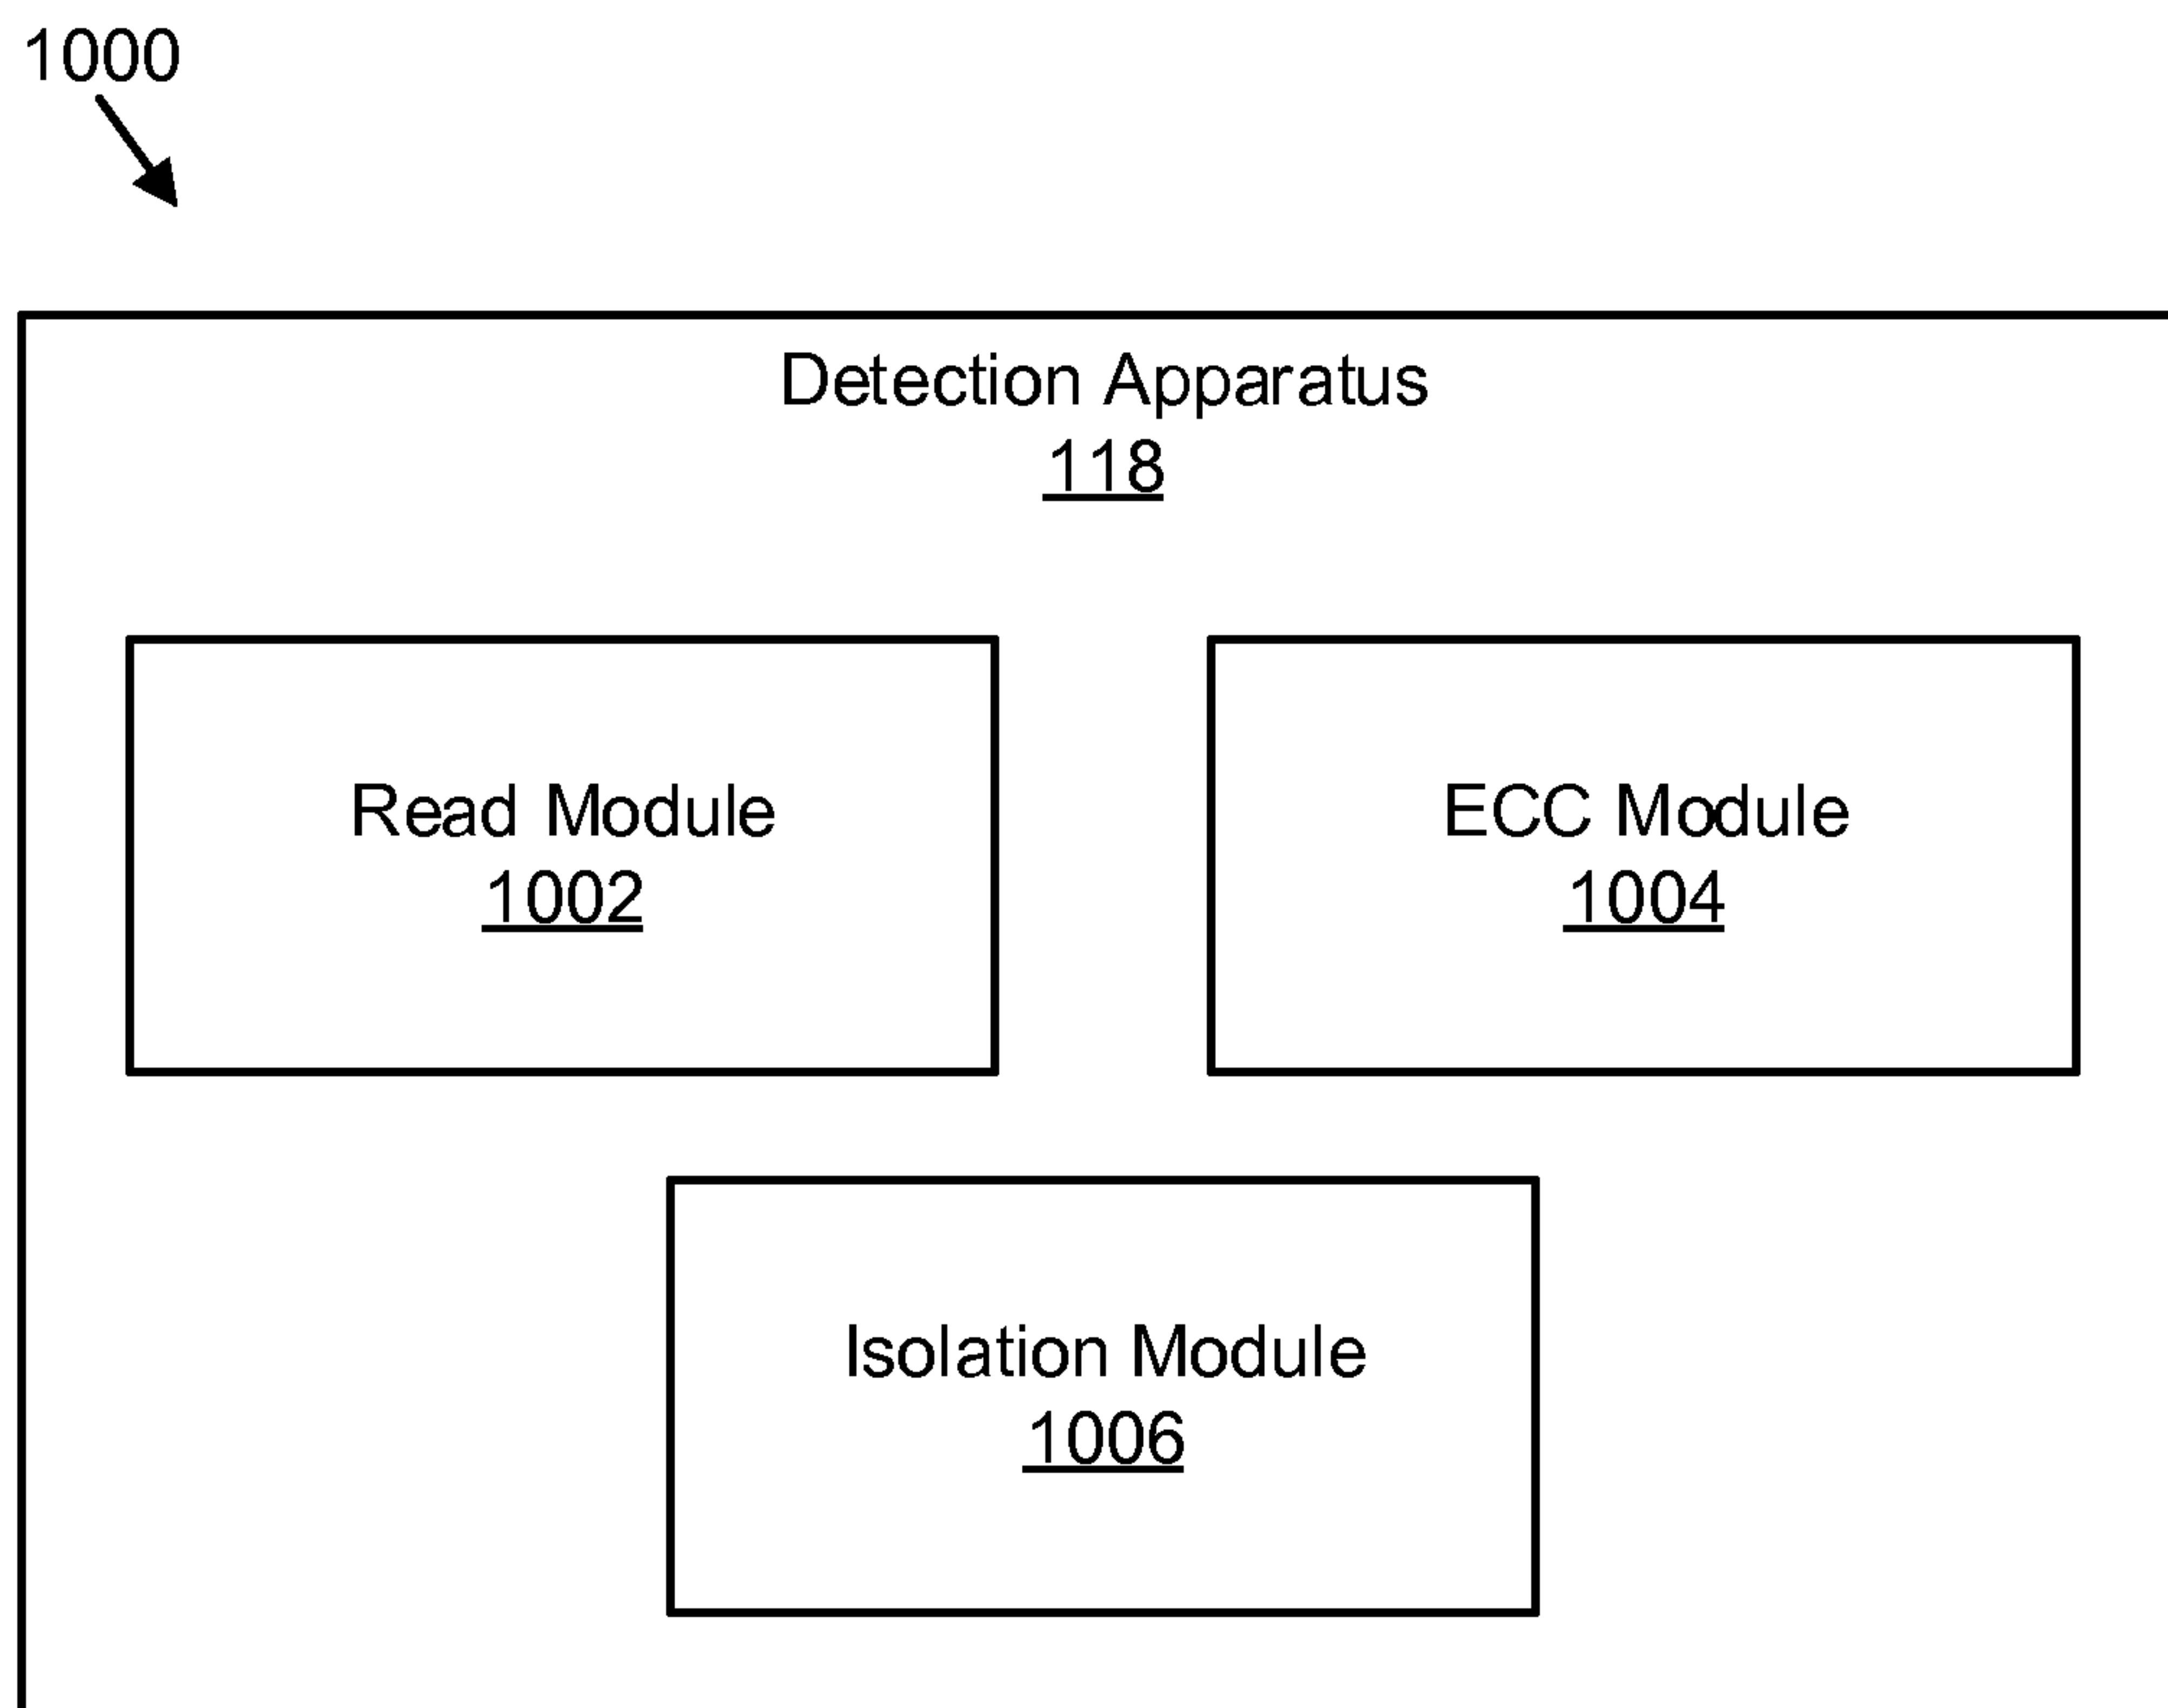 1000
Detection Apparatus
118
Read Module
1002
ECC Module
1004
Isolation Module
1006